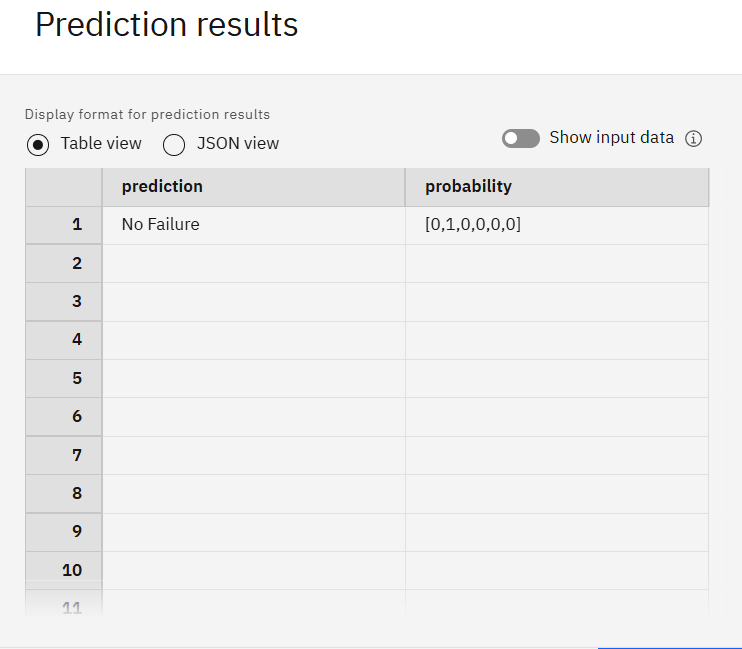 Prediction results
Display format for prediction results
Table view JSON view Show input data
prediction probability
1 No Failure [0,1,0,0,0,0]
2
3
4
5
6
7
8
9
10
11